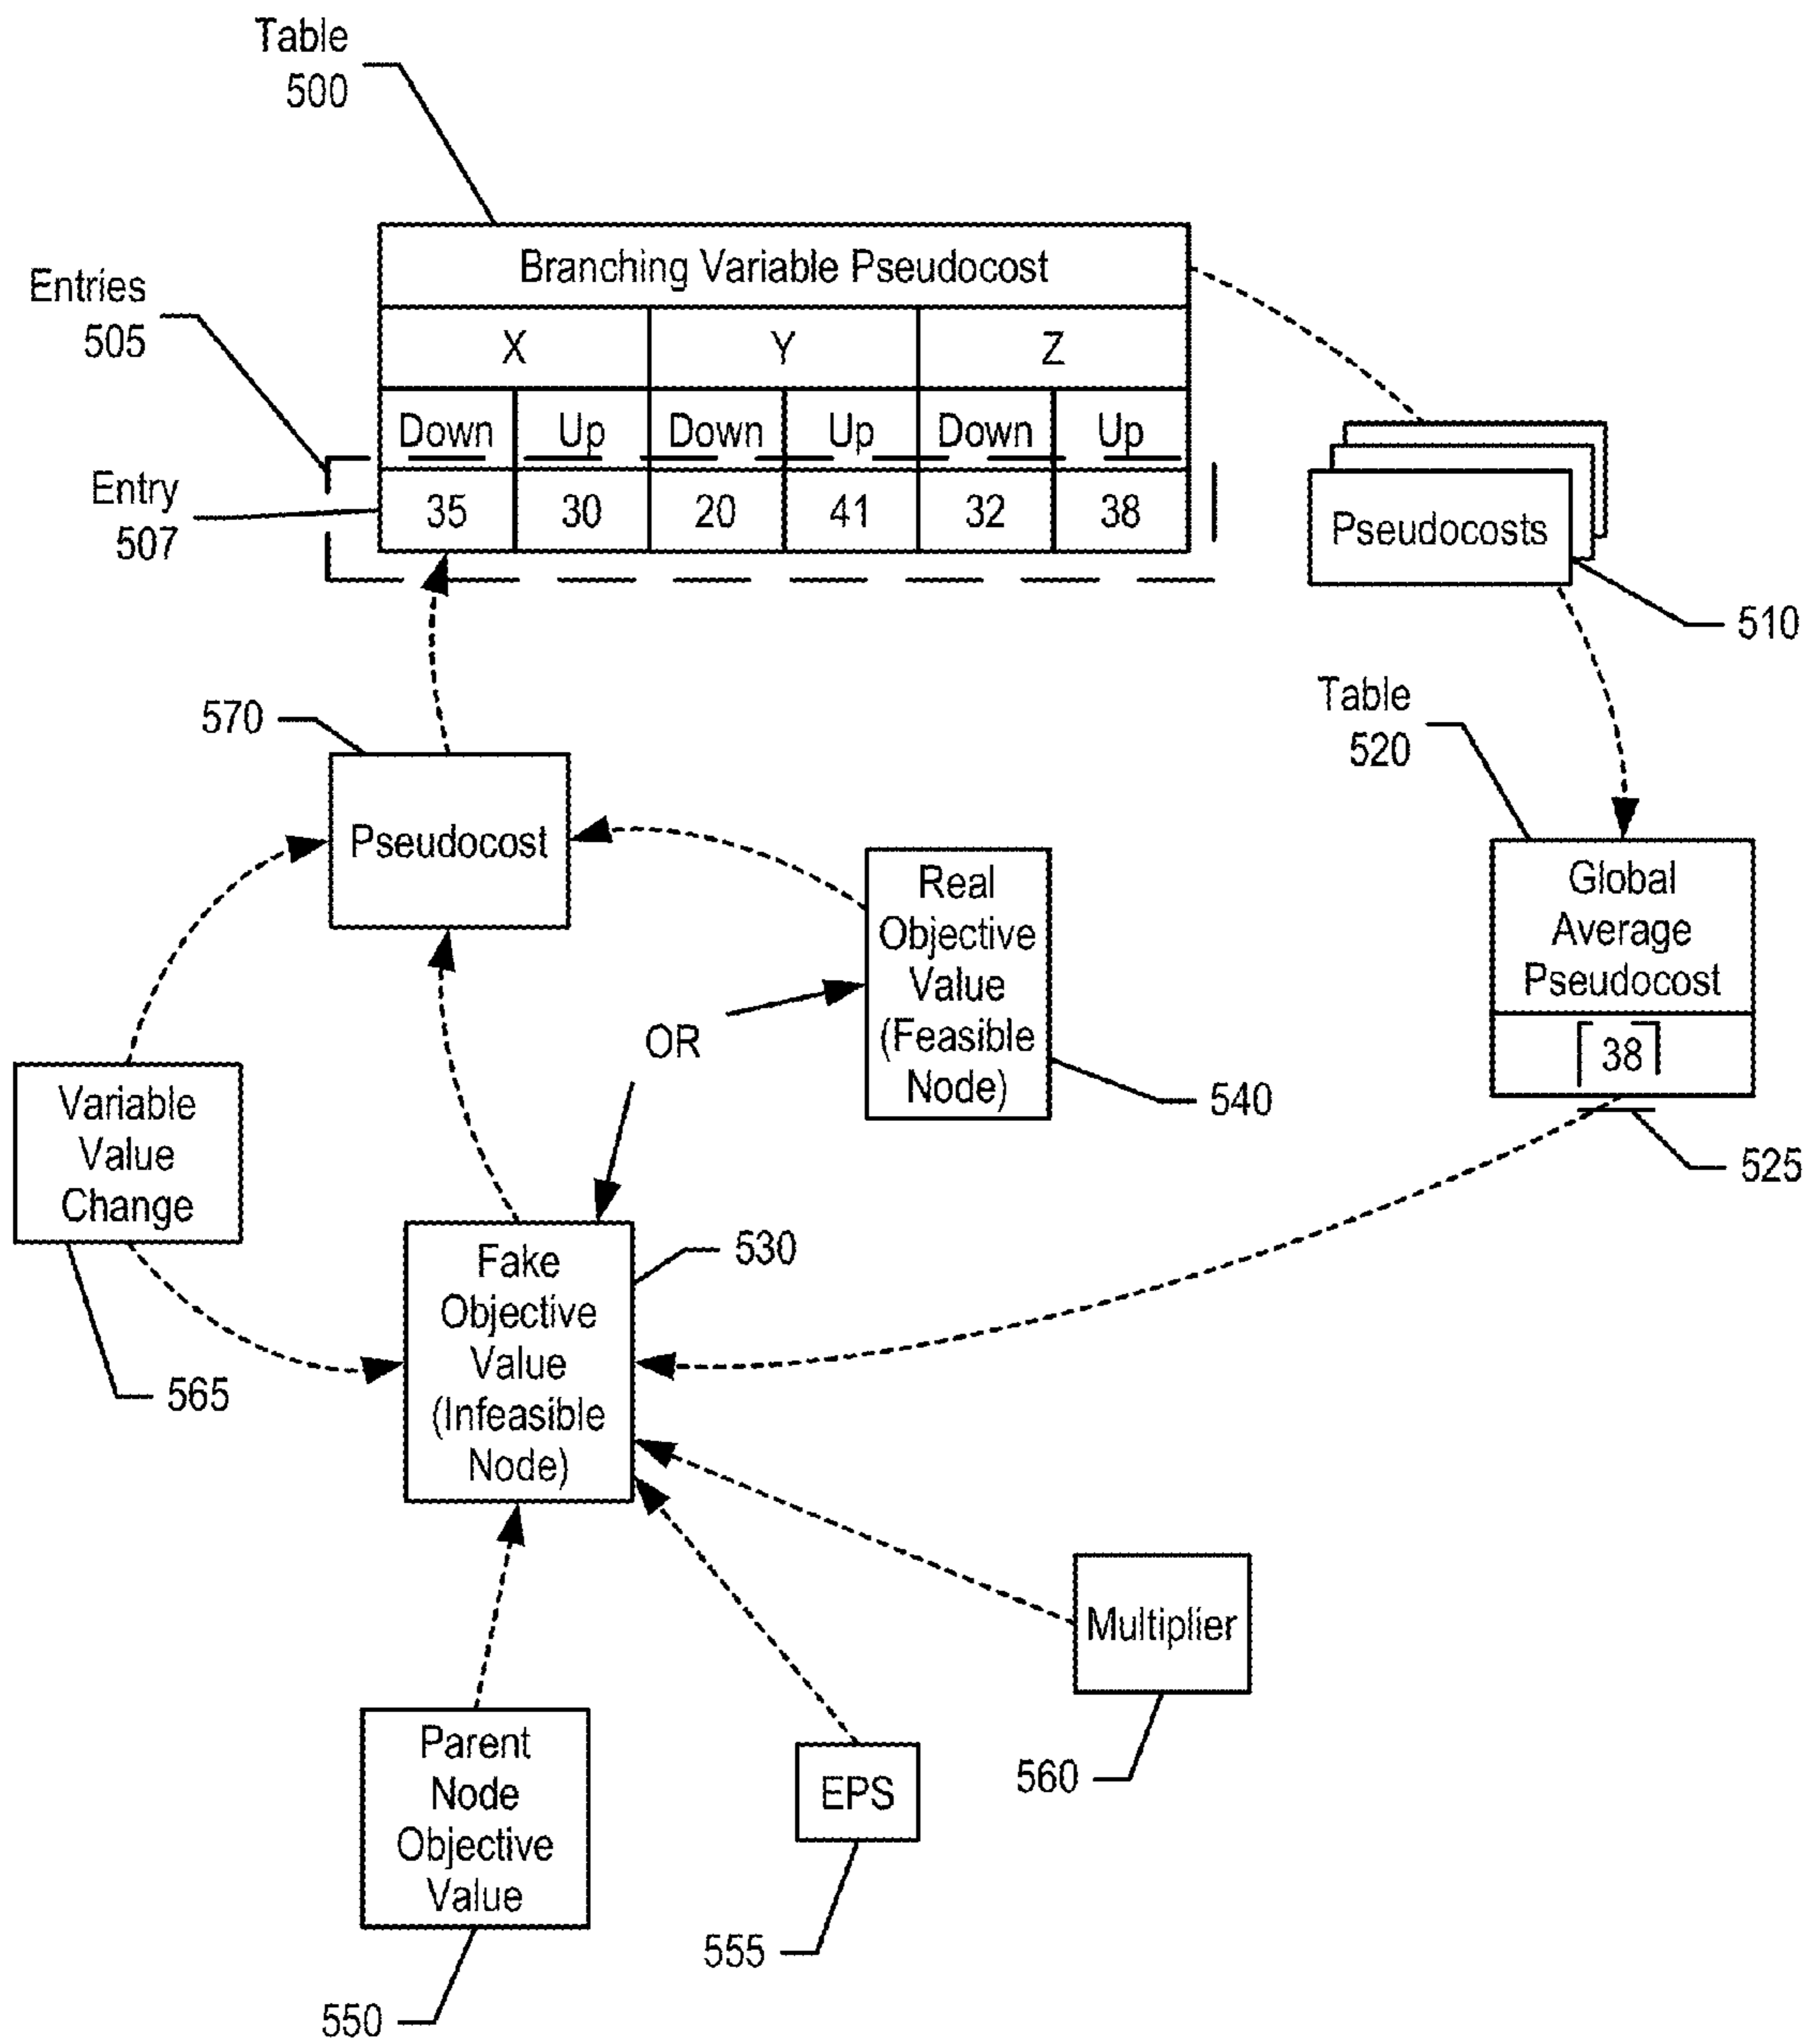 Table
500
Branching Variable Pseudocost
Entries
505
X Y Z
Down Up Down Up Down Up
Entry
507
35 30 20 41 32 38
Pseudocosts
510
570
Table
520
Pseudocost
Real
Objective
Value
(Feasible
Node)
Global
Average
Pseudocost
38
OR
540
525
Variable
Value
Change
565
530
Fake
Objective
Value
(Infeasible
Node)
Multiplier
560
Parent
Node
Objective
Value
EPS
555
550